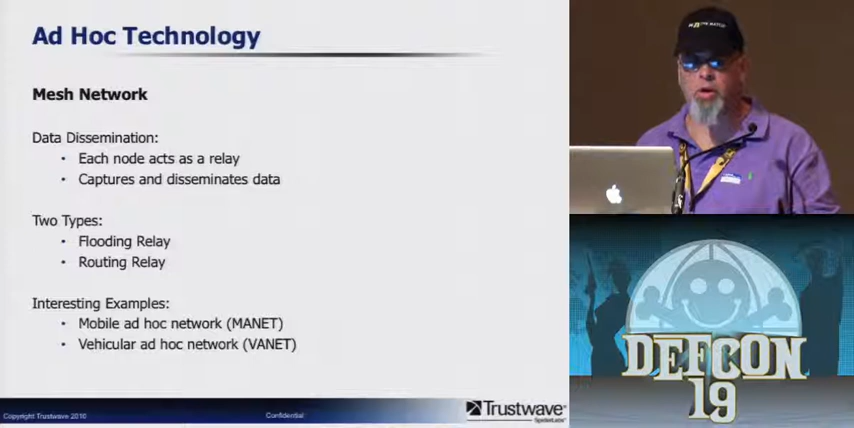 Ad Hoc Technology
Mesh Network
Data Dissemination:
• Each node acts as a relay
• Captures and disseminates data
Two Types:
• Flooding Relay
• Routing Relay
Interesting Examples:
• Mobile ad hoc network (MANET)
• Vehicular ad hoc network (VANET)
Copyright Trustwave 2010
Confidential
Trustwave®
SpiderLabs®
DEFCON
19